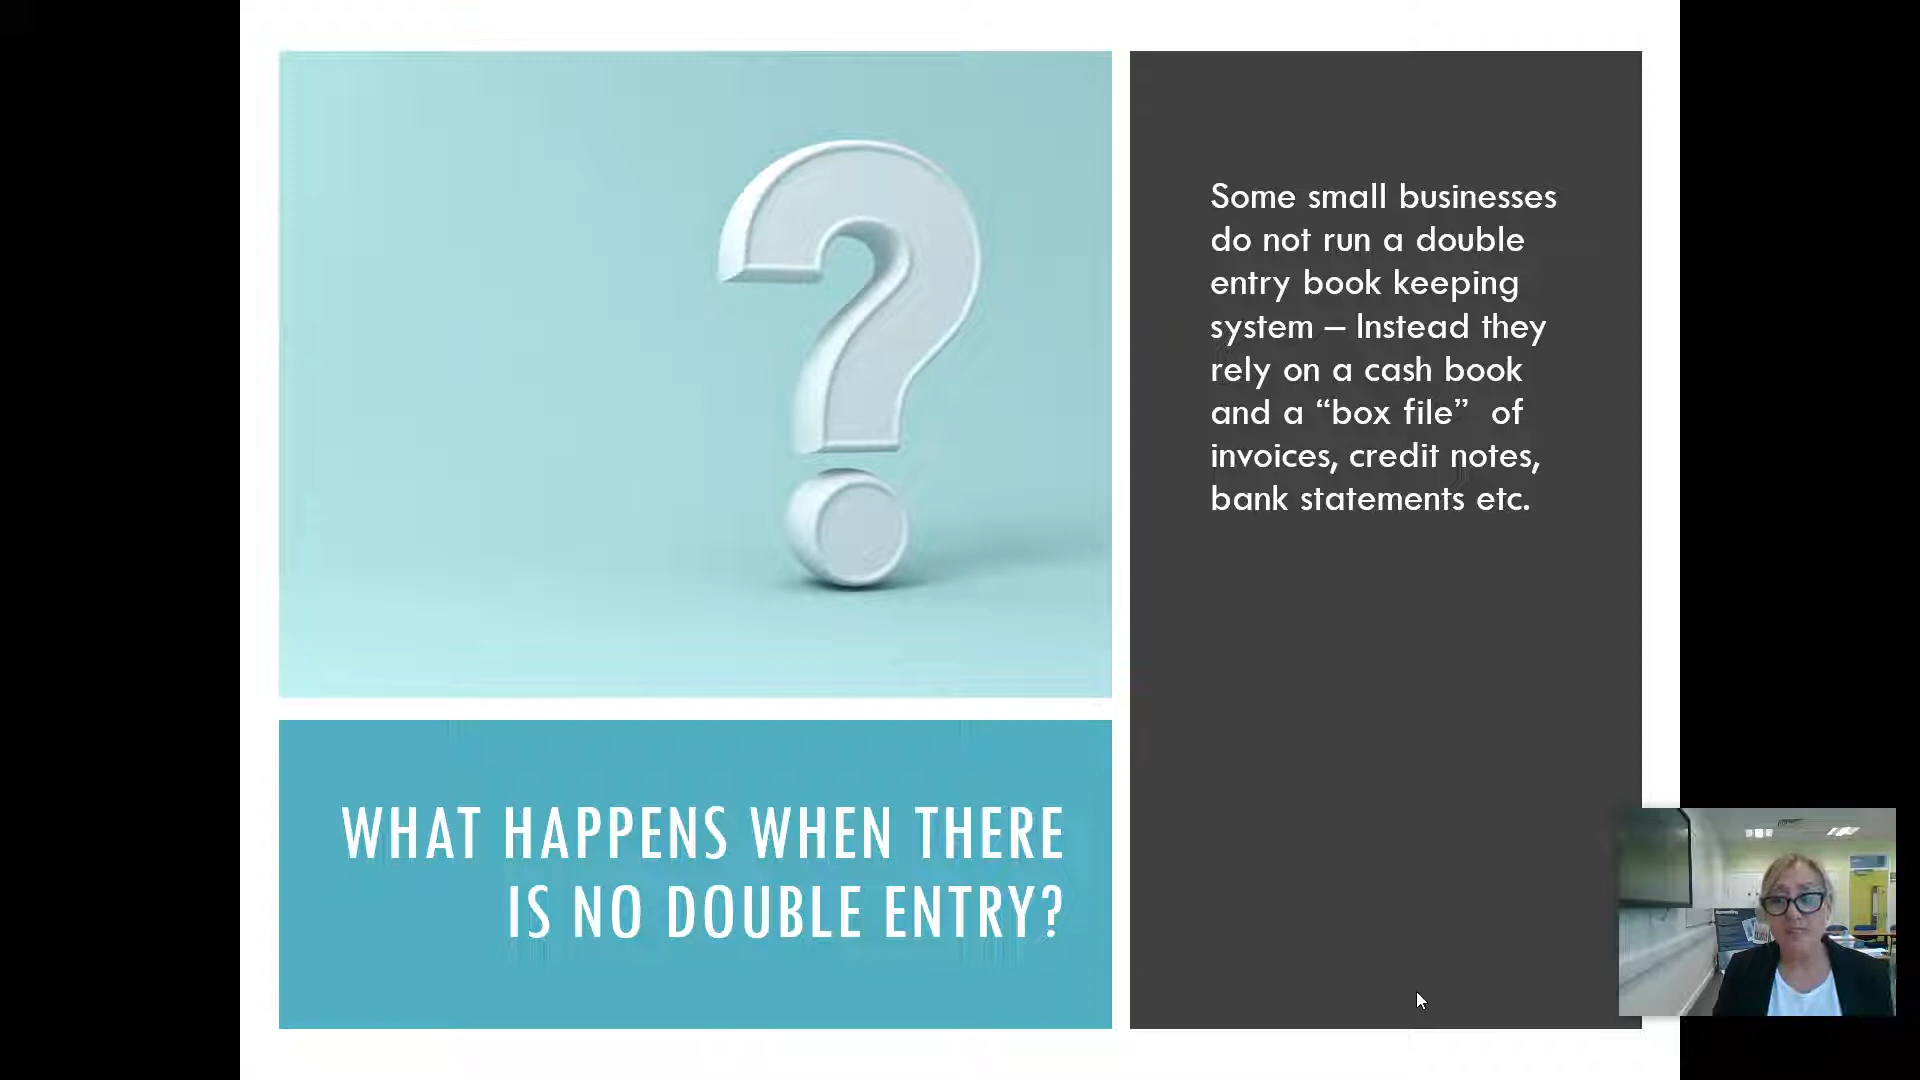 Some small businesses
do not run a double
entry book keeping
system – Instead they
rely on a cash book
and a “box file”  of
invoices, credit notes,
bank statements etc.
WHAT HAPPENS WHEN THERE
IS NO DOUBLE ENTRY?